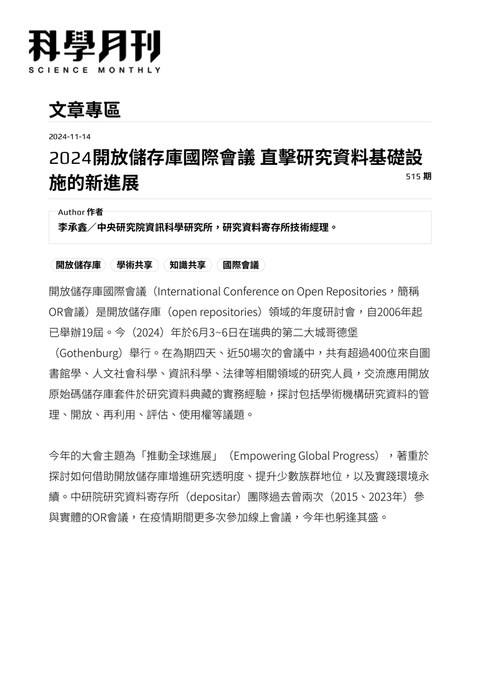 科學月刊
SCIENCE MONTHLY
文章專區
2024-11-14
2024開放儲存庫國際會議 直擊研究資料基礎設
施的新進展
515 期
Author 作者
李承鑫╱中央研究院資訊科學研究所，研究資料寄存所技術經理。
開放儲存庫 學術共享 知識共享 國際會議
開放儲存庫國際會議（International Conference on Open Repositories，簡稱
OR會議）是開放儲存庫（open repositories）領域的年度研討會，自2006年起
已舉辦19屆。今（2024）年於6月3~6日在瑞典的第二大城哥德堡
（Gothenburg）舉行。在為期四天、近50場次的會議中，共有超過400位來自圖
書館學、人文社會科學、資訊科學、法律等相關領域的研究人員，交流應用開放
原始碼儲存庫套件於研究資料典藏的實務經驗，探討包括學術機構研究資料的管
理、開放、再利用、評估、使用權等議題。
今年的大會主題為「推動全球進展」（Empowering Global Progress），著重於
探討如何借助開放儲存庫增進研究透明度、提升少數族群地位，以及實踐環境永
續。中研院研究資料寄存所（depositar）團隊過去曾兩次（2015、2023年）參
與實體的OR會議，在疫情期間更多次參加線上會議，今年也躬逢其盛。